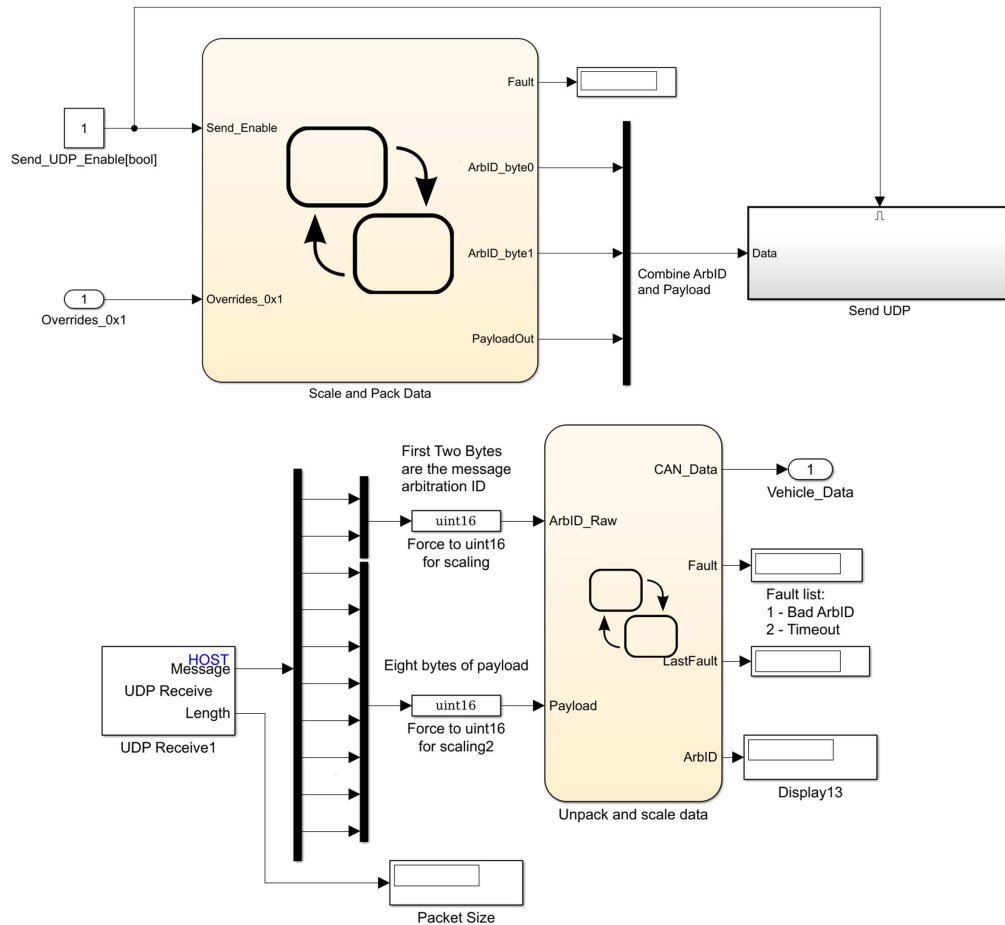 Fault
1
Send_Enable
Send_UDP_Enable[bool]
ArbID_byte0
ArbID_byte1
Data
Combine ArbID
and Payload
1
Overrides_0x1
Overrides_0x1
Send UDP
PayloadOut
Scale and Pack Data
First Two Bytes
are the message
arbitration ID
CAN_Data
1
Vehicle_Data
uint16
ArbID_Raw
Force to uint16
for scaling
Fault
Fault list:
1 - Bad ArbID
2 - Timeout
HOST
Message
UDP Receive
Length
UDP Receive1
Eight bytes of payload
LastFault
uint16
Payload
Force to uint16
for scaling2
ArbID
Display13
Unpack and scale data
Packet Size